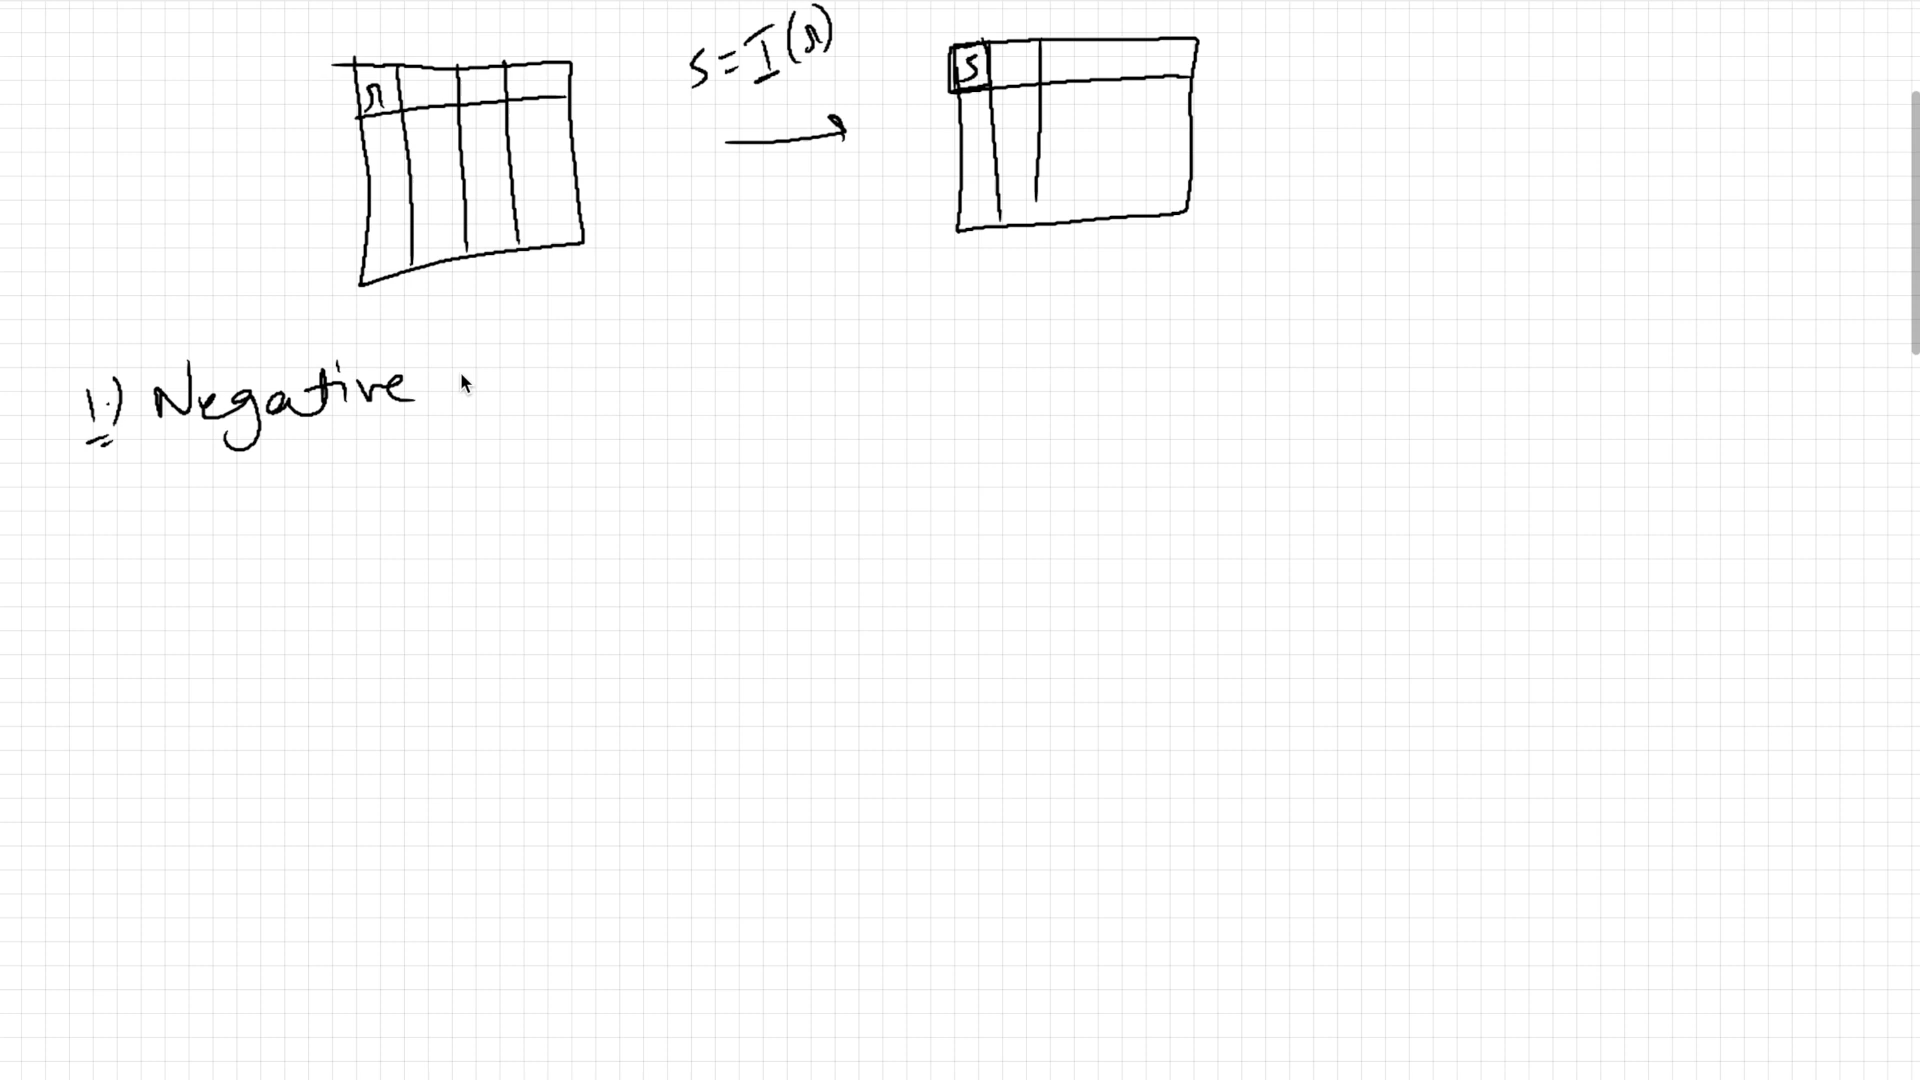 s = I(r)
r
s
1.) Negative